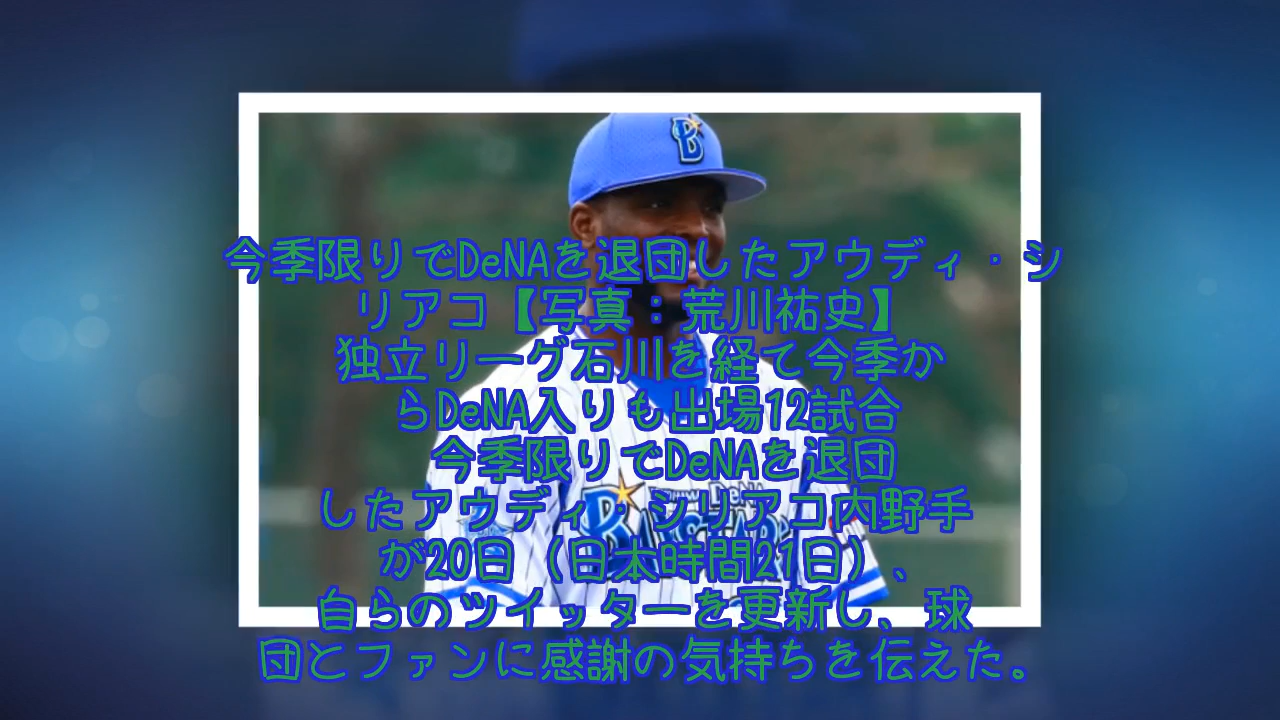 B
今季限りでDeNAを退団したアウディ・シ
リアコ【写真：荒川祐史】
独立リーグ石川を経て今季か
らDeNA入りも出場12試合
今季限りでDeNAを退団
したアウディ・シリアコ内野手
が20日（日本時間21日）、
自らのツイッターを更新し、球
団とファンに感謝の気持ちを伝えた。